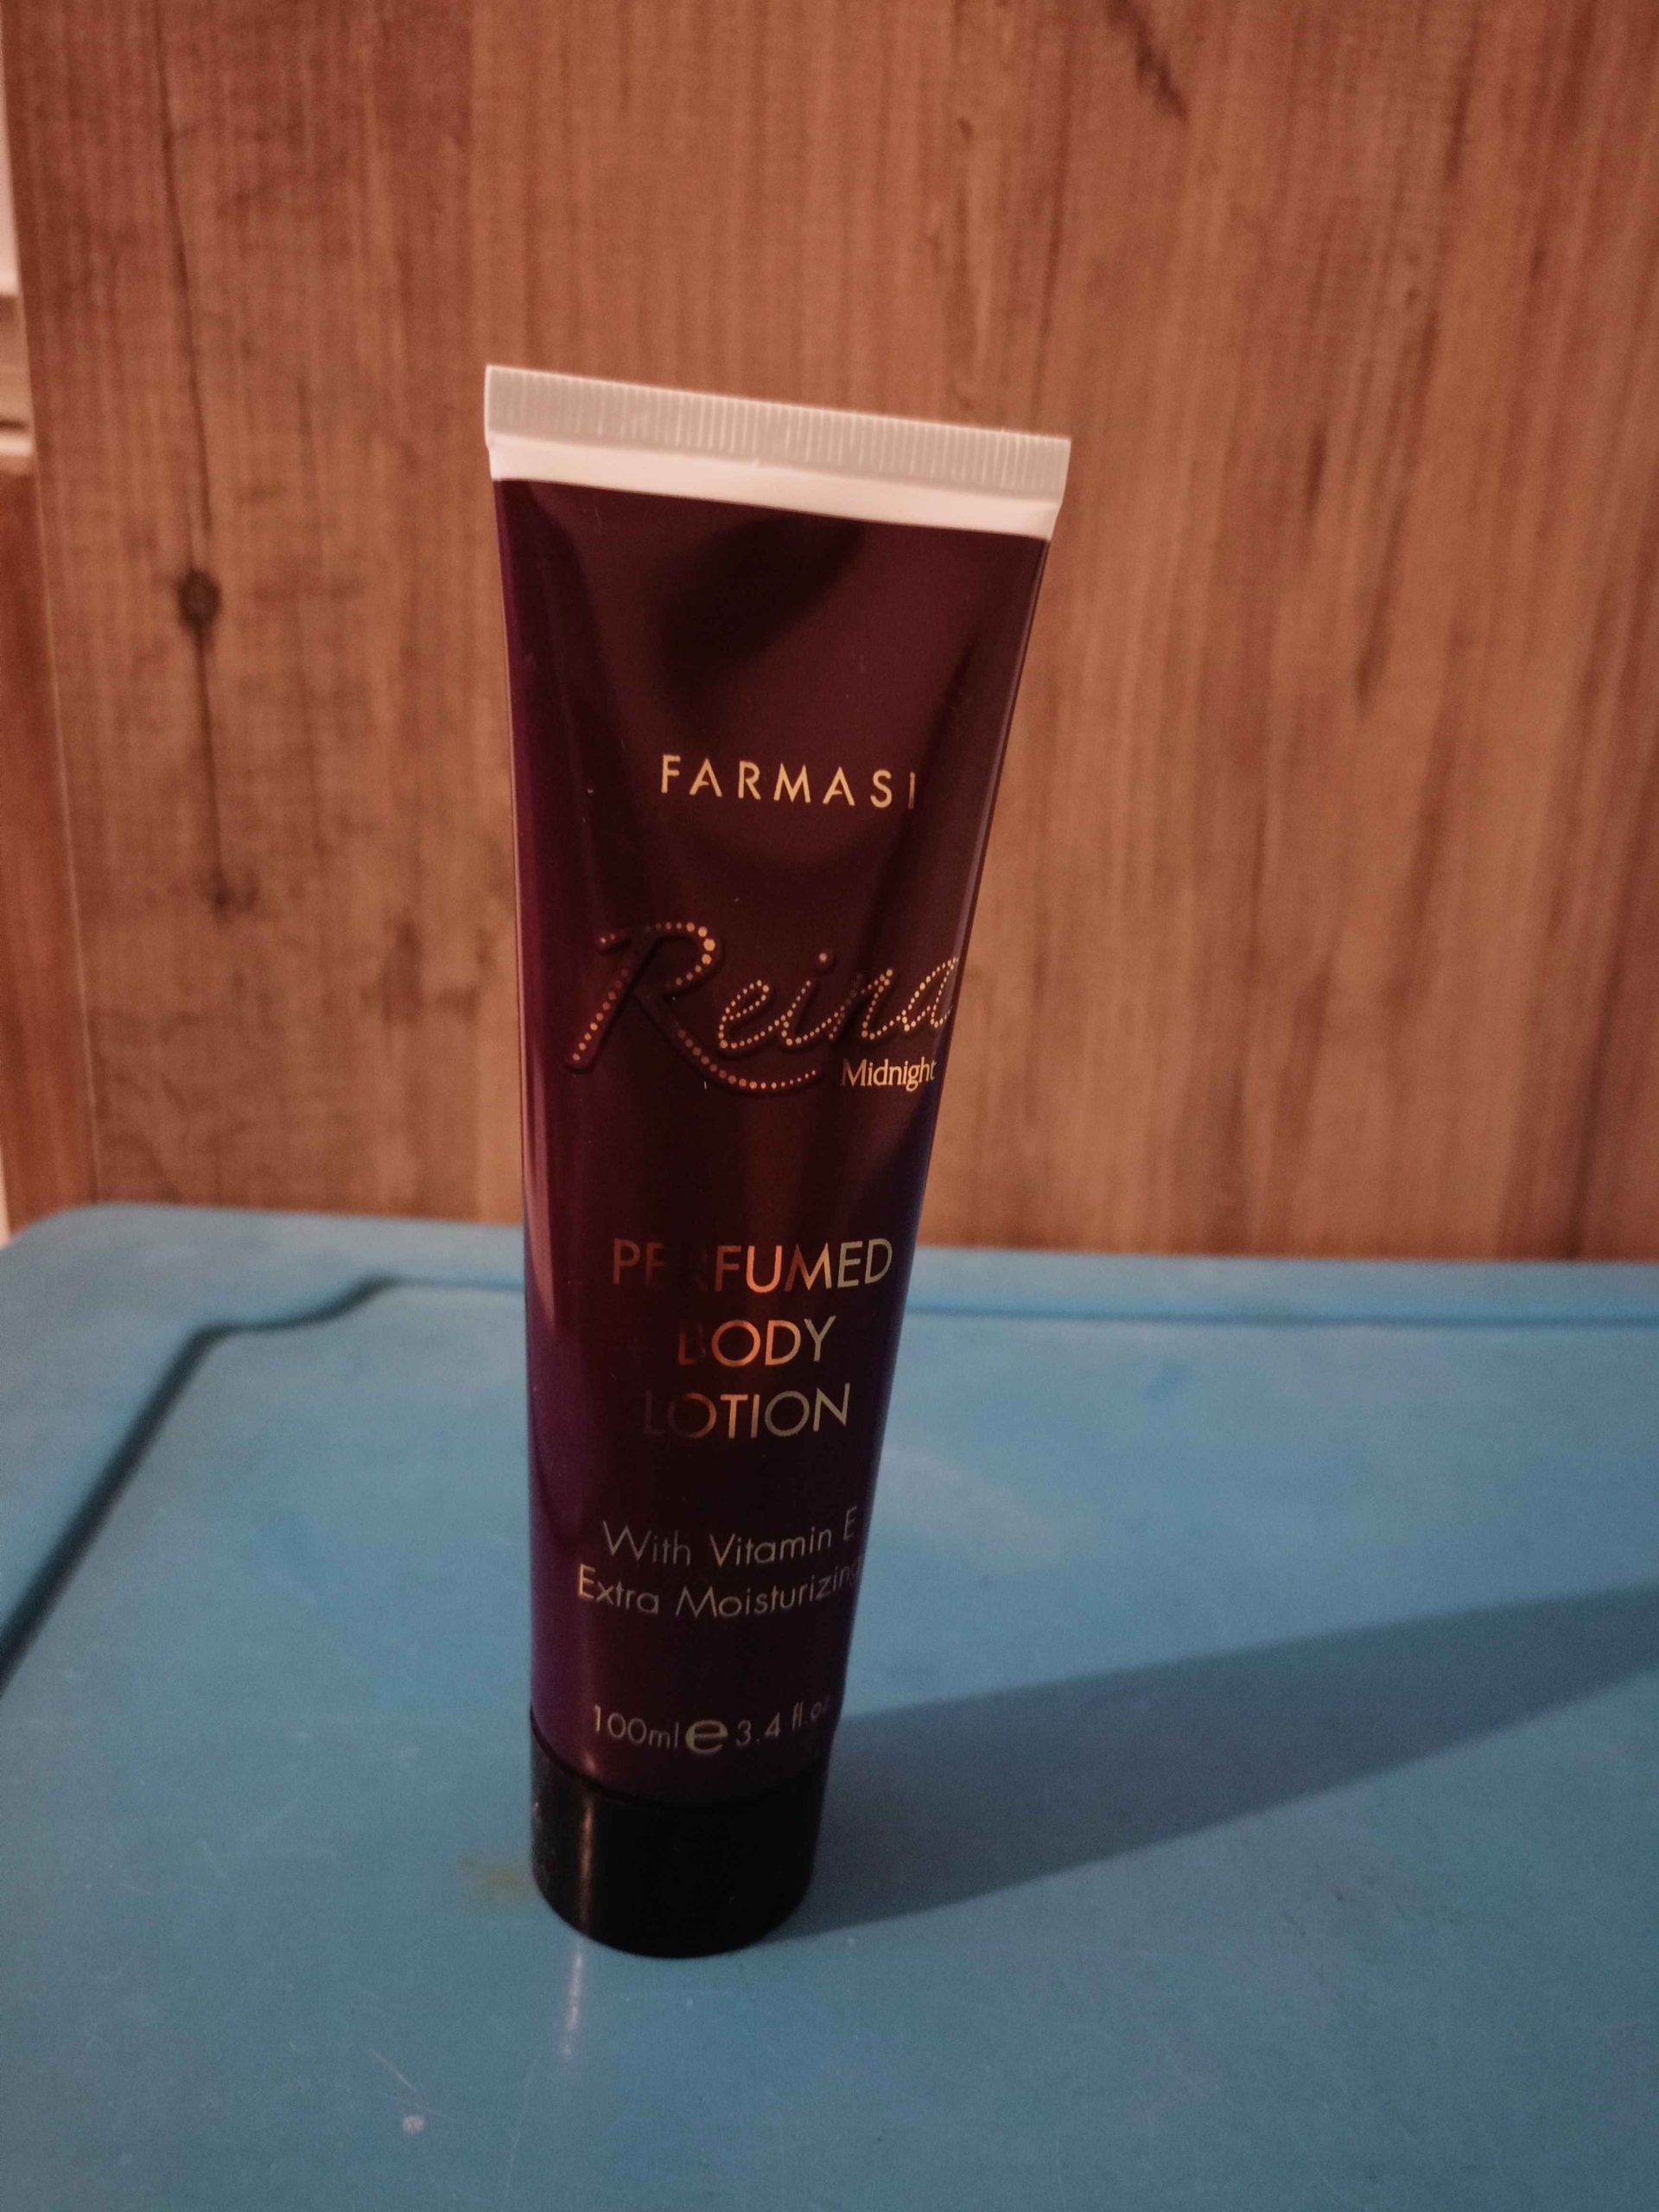 FARMASI
Reina
Midnight
PERFUMED
BODY
LOTION
With Vitamin E
Extra Moisturizing
100ml e 3.4 fl.oz